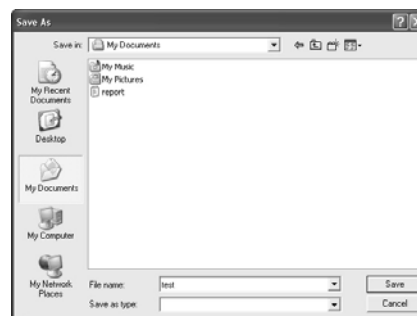 Save As
Save in:
My Documents
My Recent
Documents
Desktop
My Documents
My Computer
My Network
Places
My Music
My Pictures
report
File name:
test
Save
Save as type:
Cancel